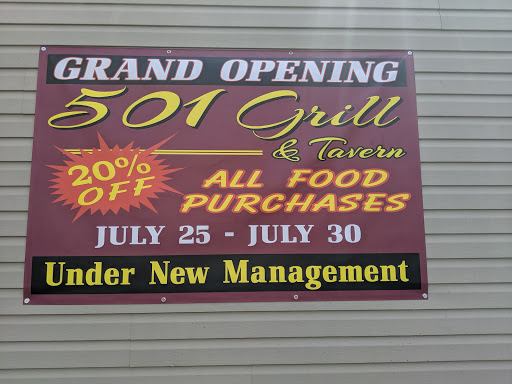 GRAND OPENING
501 Grill
& Tavern
20%
OFF
ALL FOOD
PURCHASES
JULY 25 - JULY 30
Under New Management